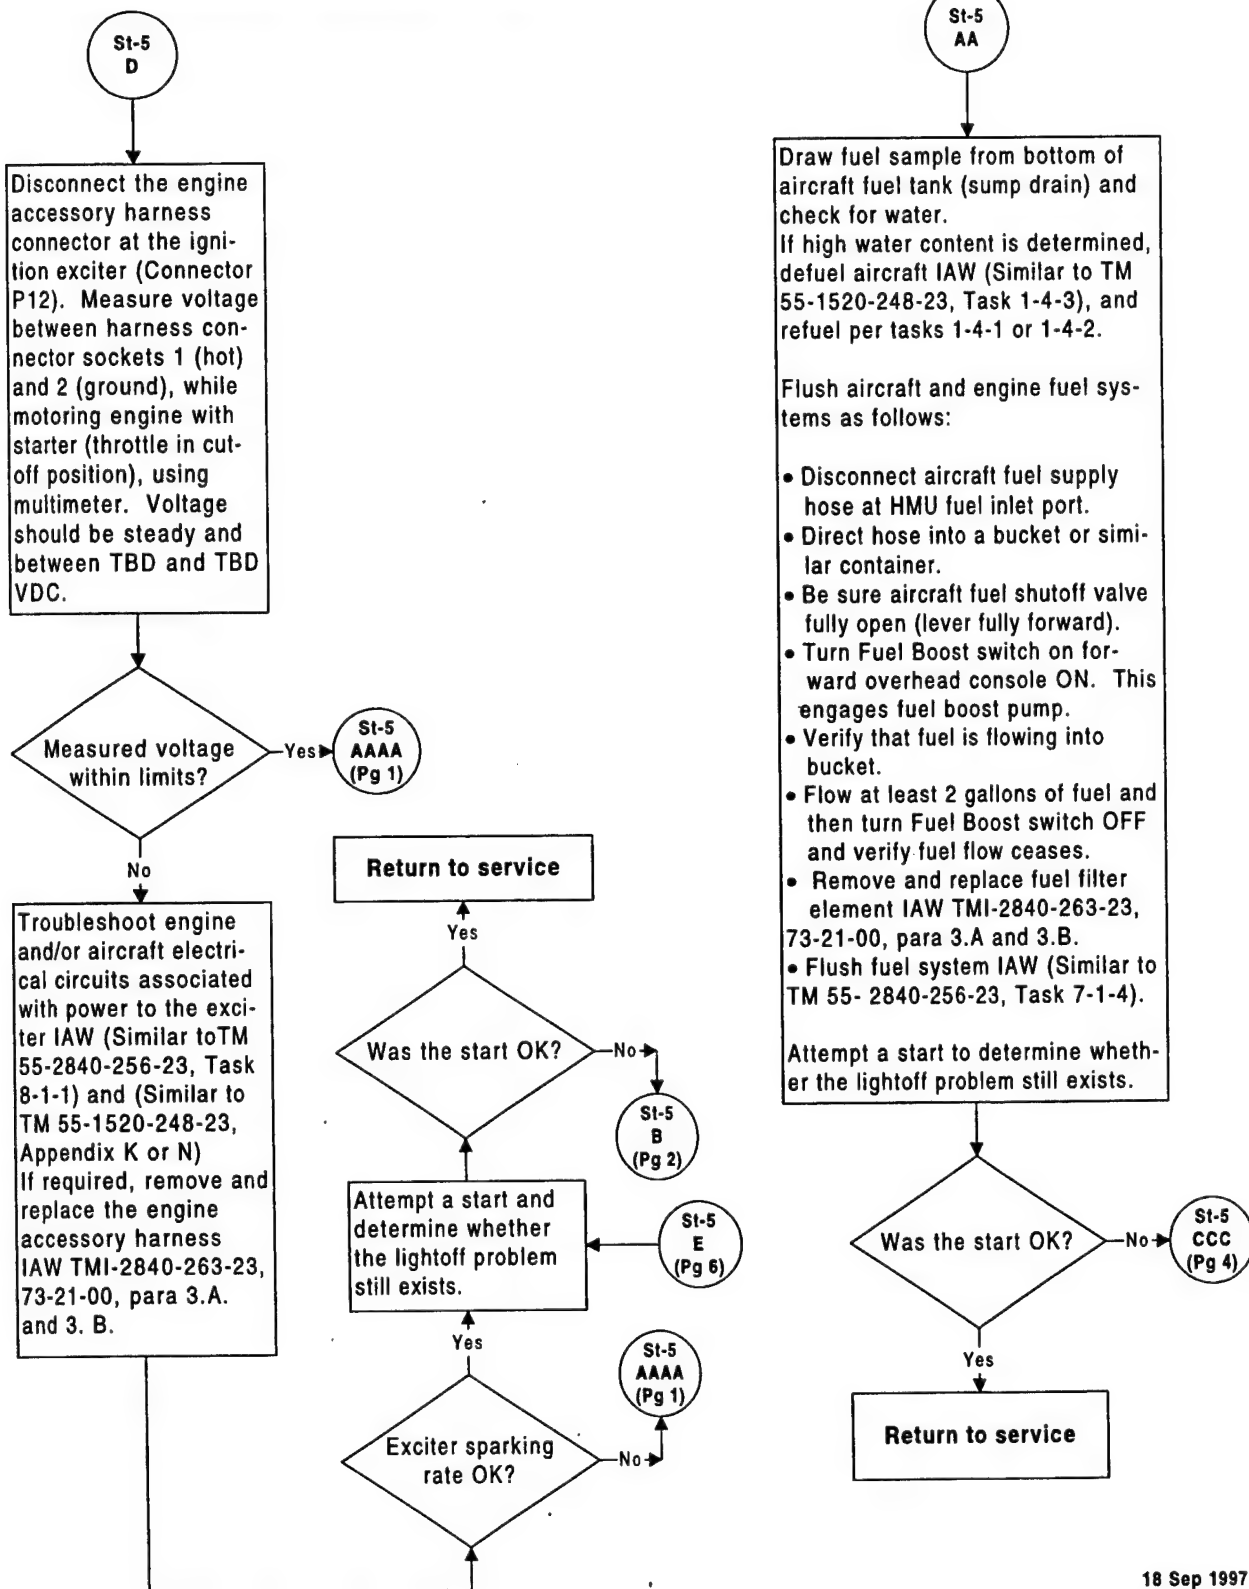 St-5
D
Disconnect the engine
accessory harness
connector at the igni-
tion exciter (Connector
P12). Measure voltage
between harness con-
nector sockets 1 (hot)
and 2 (ground), while
motoring engine with
starter (throttle in cut-
off position), using
multimeter. Voltage
should be steady and
between TBD and TBD
VDC.
Measured voltage
within limits?
Yes
St-5
AAAA
(Pg 1)
No
Troubleshoot engine
and/or aircraft electri-
cal circuits associated
with power to the exci-
ter IAW (Similar toTM
55-2840-256-23, Task
8-1-1) and (Similar to
TM 55-1520-248-23,
Appendix K or N)
If required, remove and
replace the engine
accessory harness
IAW TMI-2840-263-23,
73-21-00, para 3.A.
and 3. B.
Return to service
Yes
Was the start OK?
No
St-5
B
(Pg 2)
Attempt a start and
determine whether
the lightoff problem
still exists.
St-5
E
(Pg 6)
Yes
St-5
AAAA
(Pg 1)
Exciter sparking
rate OK?
No
St-5
AA
Draw fuel sample from bottom of
aircraft fuel tank (sump drain) and
check for water.
If high water content is determined,
defuel aircraft IAW (Similar to TM
55-1520-248-23, Task 1-4-3), and
refuel per tasks 1-4-1 or 1-4-2.
Flush aircraft and engine fuel sys-
tems as follows:
• Disconnect aircraft fuel supply
hose at HMU fuel inlet port.
• Direct hose into a bucket or simi-
lar container.
• Be sure aircraft fuel shutoff valve
fully open (lever fully forward).
• Turn Fuel Boost switch on for-
ward overhead console ON. This
engages fuel boost pump.
• Verify that fuel is flowing into
bucket.
• Flow at least 2 gallons of fuel and
then turn Fuel Boost switch OFF
and verify fuel flow ceases.
• Remove and replace fuel filter
element IAW TMI-2840-263-23,
73-21-00, para 3.A and 3.B.
• Flush fuel system IAW (Similar to
TM 55- 2840-256-23, Task 7-1-4).
Attempt a start to determine wheth-
er the lightoff problem still exists.
Was the start OK?
No
St-5
CCC
(Pg 4)
Yes
Return to service
18 Sep 1997